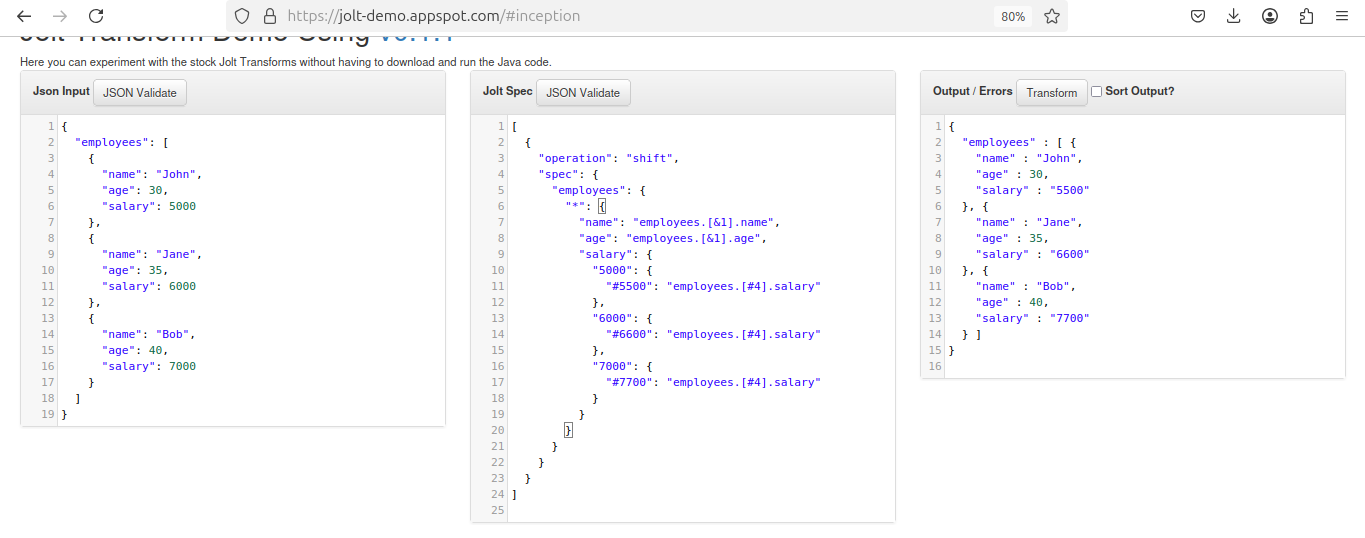 https://jolt-demo.appspot.com/#inception
80%
Jolt Transform Demo Using v0.1.1
Here you can experiment with the stock Jolt Transforms without having to download and run the Java code.
Json Input JSON Validate
1 {
2 "employees": [
3 {
4 "name": "John",
5 "age": 30,
6 "salary": 5000
7 },
8 {
9 "name": "Jane",
10 "age": 35,
11 "salary": 6000
12 },
13 {
14 "name": "Bob",
15 "age": 40,
16 "salary": 7000
17 }
18 ]
19 }
Jolt Spec JSON Validate
1 [
2 {
3 "operation": "shift",
4 "spec": {
5 "employees": {
6 "*": {
7 "name": "employees.[&1].name",
8 "age": "employees.[&1].age",
9 "salary": {
10 "5000": {
11 "#5500": "employees.[#4].salary"
12 },
13 "6000": {
14 "#6600": "employees.[#4].salary"
15 },
16 "7000": {
17 "#7700": "employees.[#4].salary"
18 }
19 }
20 }
21 }
22 }
23 }
24 ]
25
Output / Errors Transform Sort Output?
1 {
2 "employees" : [ {
3 "name" : "John",
4 "age" : 30,
5 "salary" : "5500"
6 }, {
7 "name" : "Jane",
8 "age" : 35,
9 "salary" : "6600"
10 }, {
11 "name" : "Bob",
12 "age" : 40,
13 "salary" : "7700"
14 } ]
15 }
16